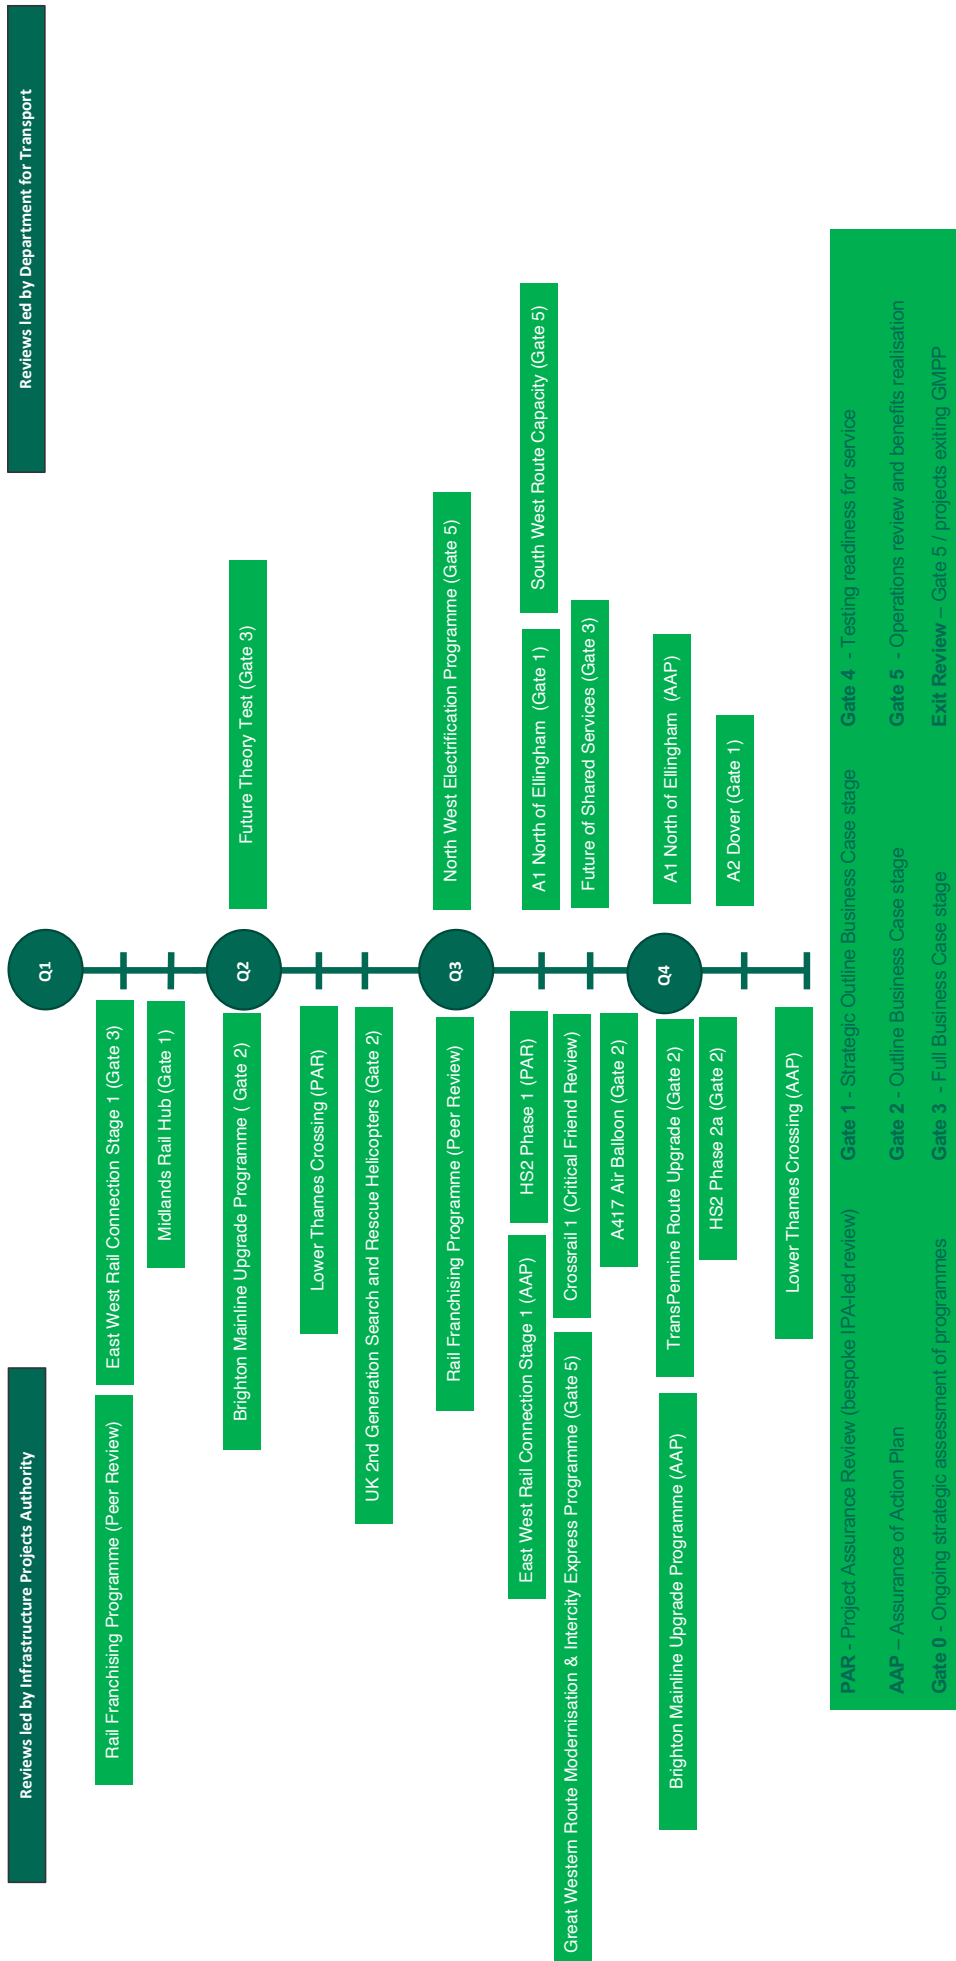 Reviews led by Infrastructure Projects Authority
Reviews led by Department for Transport
Q1
Rail Franchising Programme (Peer Review)
East West Rail Connection Stage 1 (Gate 3)
Midlands Rail Hub (Gate 1)
Q2
Brighton Mainline Upgrade Programme ( Gate 2)
Future Theory Test (Gate 3)
Lower Thames Crossing (PAR)
UK 2nd Generation Search and Rescue Helicopters (Gate 2)
Q3
Rail Franchising Programme (Peer Review)
North West Electrification Programme (Gate 5)
East West Rail Connection Stage 1 (AAP)
HS2 Phase 1 (PAR)
A1 North of Ellingham (Gate 1)
South West Route Capacity (Gate 5)
Great Western Route Modernisation & Intercity Express Programme (Gate 5)
Crossrail 1 (Critical Friend Review)
Future of Shared Services (Gate 3)
A417 Air Balloon (Gate 2)
Q4
Brighton Mainline Upgrade Programme (AAP)
TransPennine Route Upgrade (Gate 2)
A1 North of Ellingham (AAP)
HS2 Phase 2a (Gate 2)
A2 Dover (Gate 1)
Lower Thames Crossing (AAP)
PAR - Project Assurance Review (bespoke IPA-led review)
AAP – Assurance of Action Plan
Gate 0 - Ongoing strategic assessment of programmes
Gate 1 - Strategic Outline Business Case stage
Gate 2 - Outline Business Case stage
Gate 3 - Full Business Case stage
Gate 4 - Testing readiness for service
Gate 5 - Operations review and benefits realisation
Exit Review – Gate 5 / projects exiting GMPP